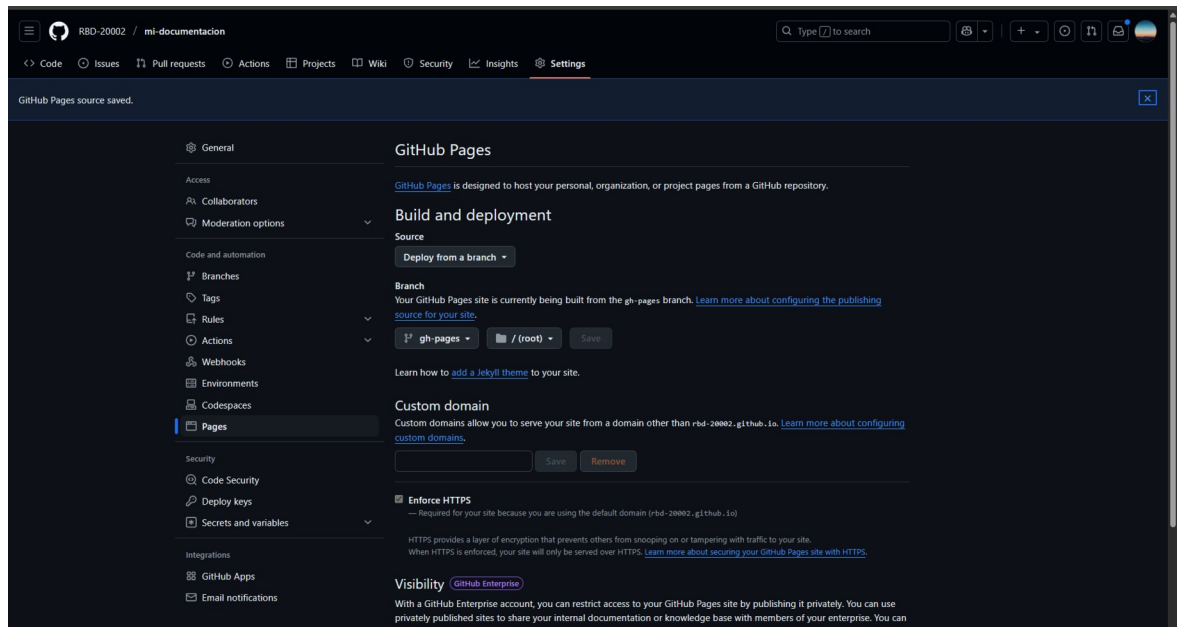 RBD-20002 / mi-documentacion
Type / to search
Code Issues Pull requests Actions Projects Wiki Security Insights Settings
GitHub Pages source saved.
General
Access
Collaborators
Moderation options
Code and automation
Branches
Tags
Rules
Actions
Webhooks
Environments
Codespaces
Pages
Security
Code Security
Deploy keys
Secrets and variables
Integrations
GitHub Apps
Email notifications
GitHub Pages
GitHub Pages is designed to host your personal, organization, or project pages from a GitHub repository.
Build and deployment
Source
Deploy from a branch
Branch
Your GitHub Pages site is currently being built from the gh-pages branch. Learn more about configuring the publishing
source for your site.
gh-pages / (root) Save
Learn how to add a Jekyll theme to your site.
Custom domain
Custom domains allow you to serve your site from a domain other than rbd-20002.github.io. Learn more about configuring
custom domains.
Save Remove
Enforce HTTPS
— Required for your site because you are using the default domain (rbd-20002.github.io)
HTTPS provides a layer of encryption that prevents others from snooping on or tampering with traffic to your site.
When HTTPS is enforced, your site will only be served over HTTPS. Learn more about securing your GitHub Pages site with HTTPS.
Visibility GitHub Enterprise
With a GitHub Enterprise account, you can restrict access to your GitHub Pages site by publishing it privately. You can use
privately published sites to share your internal documentation or knowledge base with members of your enterprise. You can